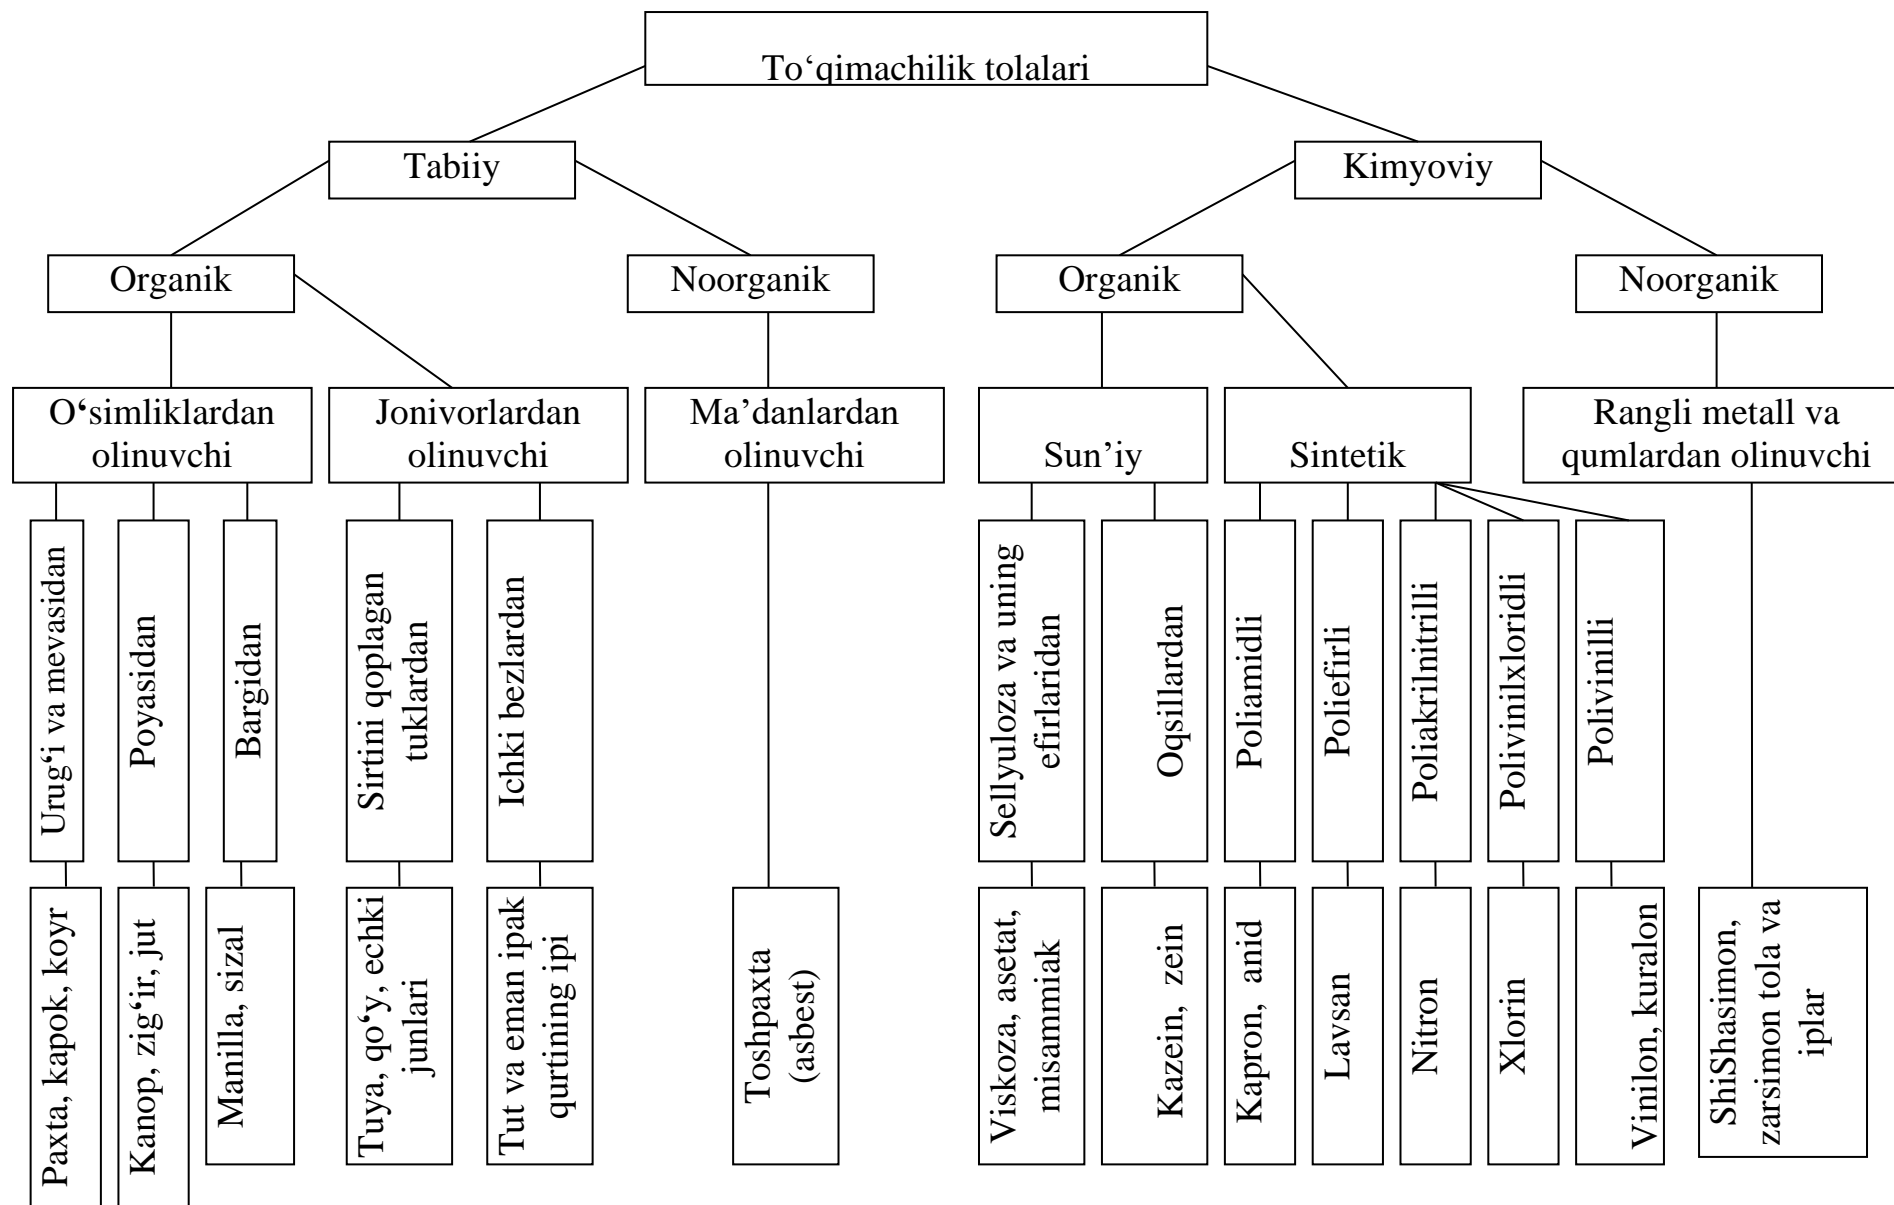 To‘qimachilik tolalari
Tabiiy
Kimyoviy
Organik
Noorganik
Organik
Noorganik
O‘simliklardan
olinuvchi
Jonivorlardan
olinuvchi
Ma’danlardan
olinuvchi
Sun’iy
Sintetik
Rangli metall va
qumlardan olinuvchi
Urug‘i va mevasidan
Poyasidan
Bargidan
Sirtini qoplagan
tuklardan
Ichki bezlardan
Sellyuloza va uning
efirlaridan
Oqsillardan
Poliamidli
Poliefirli
Poliakrilnitrilli
Polivinilxloridli
Polivinilli
Paxta, kapok, koyr
Kanop, zig‘ir, jut
Manilla, sizal
Tuya, qo‘y, echki
junlari
Tut va eman ipak
qurtining ipi
Toshpaxta
(asbest)
Viskoza, asetat,
misammiak
Kazein, zein
Kapron, anid
Lavsan
Nitron
Xlorin
Vinilon, kuralon
ShiShasimon,
zarsimon tola va
iplar